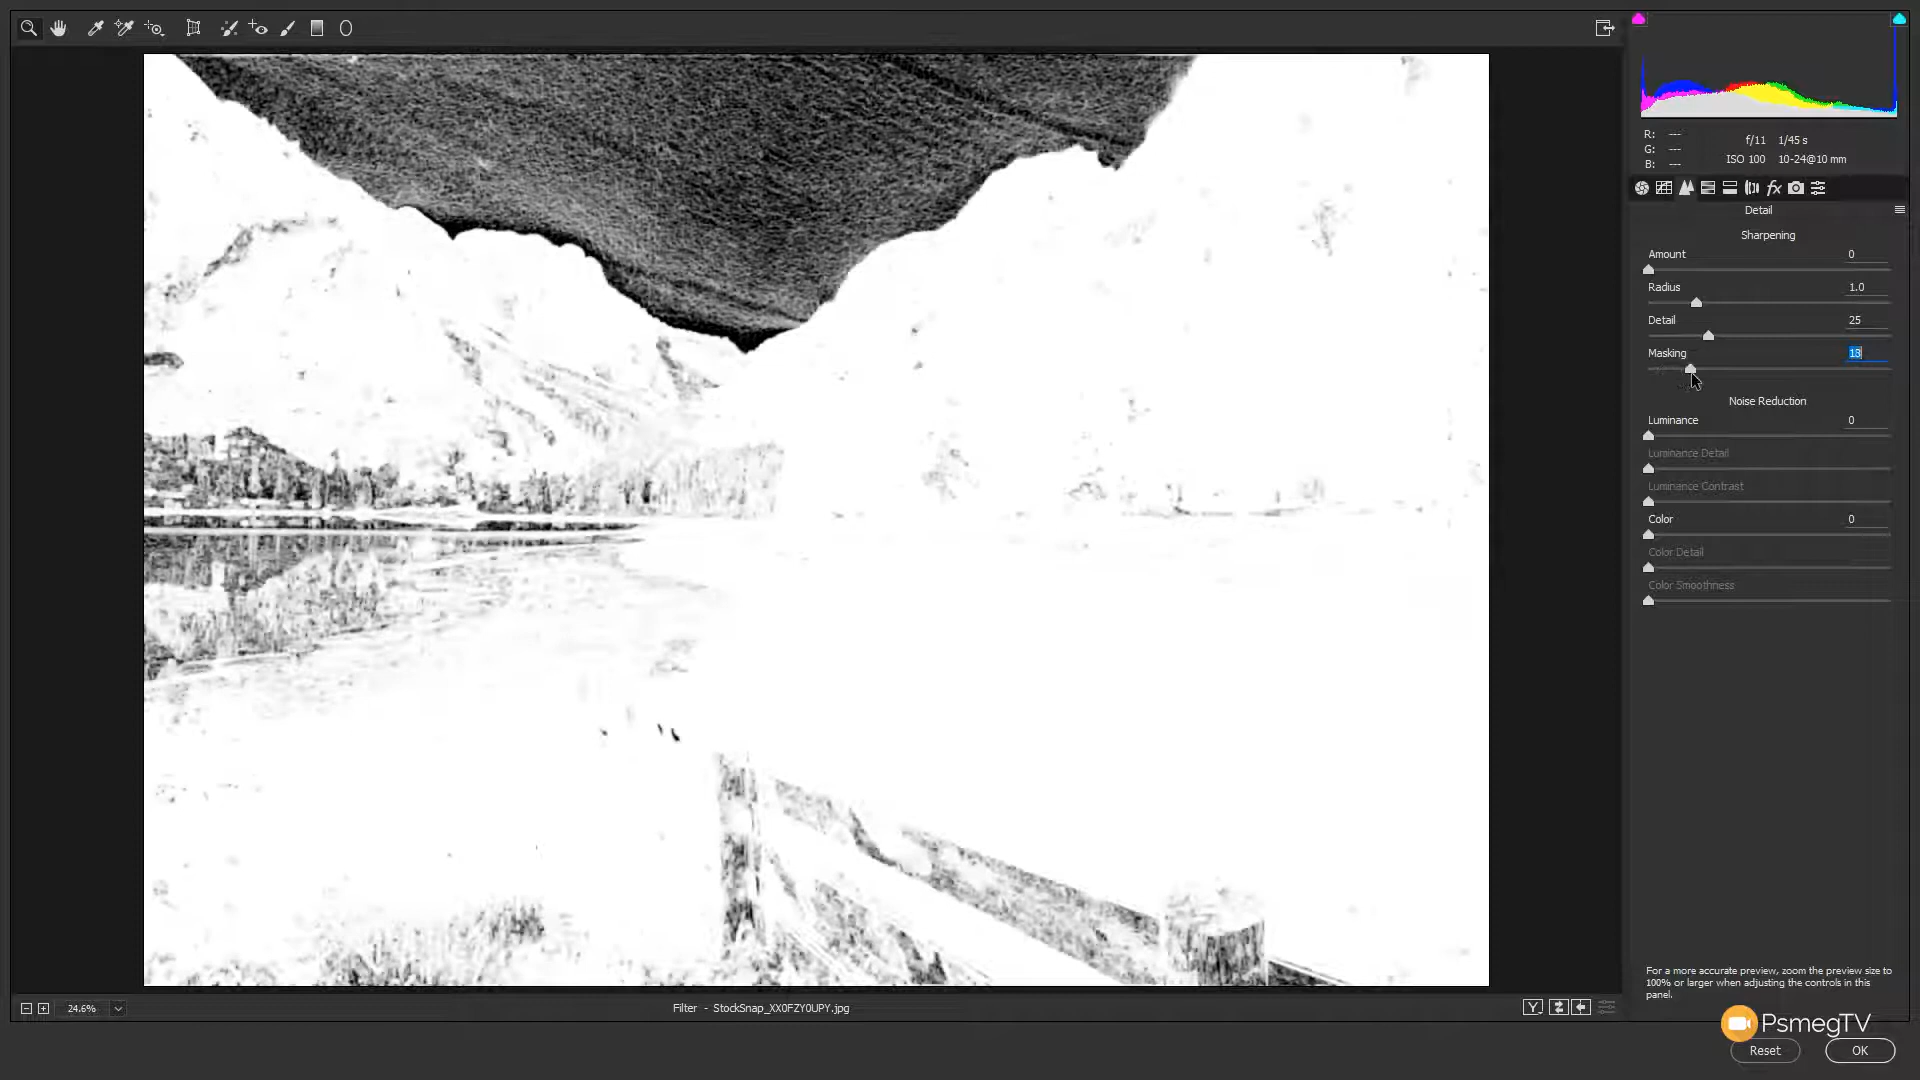 R: ---
G: ---
B: ---
f/11 1/45 s
ISO 100 10-24@10 mm
fx
Detail
Sharpening
Amount 0
Radius 1.0
Detail 25
Masking 18
Noise Reduction
Luminance 0
Luminance Detail
Luminance Contrast
Color 0
Color Detail
Color Smoothness
For a more accurate preview, zoom the preview size to
100% or larger when adjusting the controls in this
panel.
24.6%
Filter - StockSnap_XX0FZY0UPY.jpg
Y
PsmegTV
Reset
OK